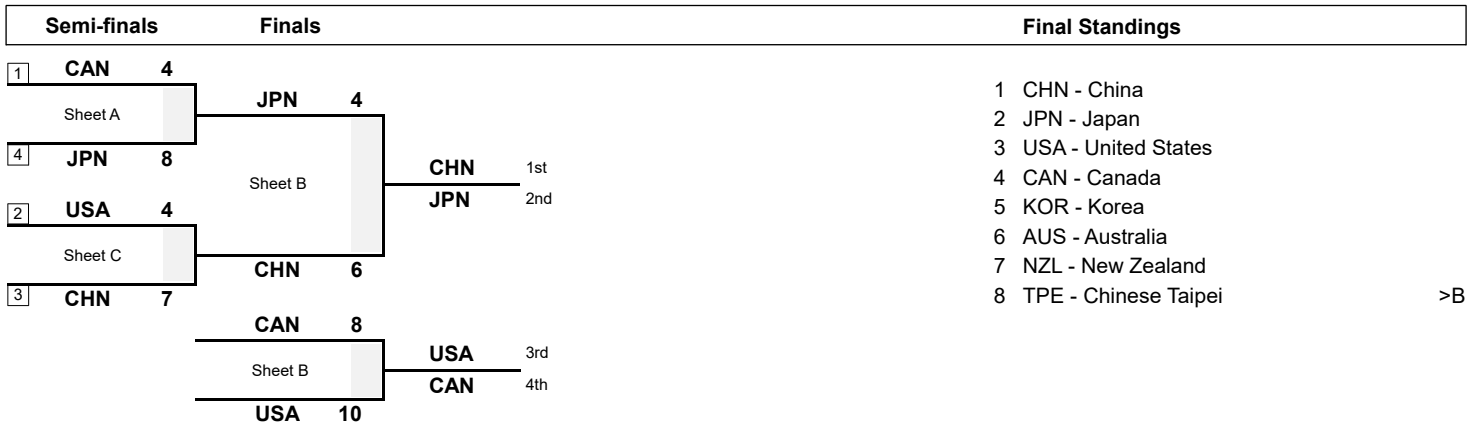 Semi-finals Finals Final Standings
1 CAN 4
Sheet A
4 JPN 8
2 USA 4
Sheet C
3 CHN 7
JPN 4
Sheet B
CHN 6
CHN 1st
JPN 2nd
CAN 8
Sheet B
USA 10
USA 3rd
CAN 4th
1 CHN - China
2 JPN - Japan
3 USA - United States
4 CAN - Canada
5 KOR - Korea
6 AUS - Australia
7 NZL - New Zealand
8 TPE - Chinese Taipei >B